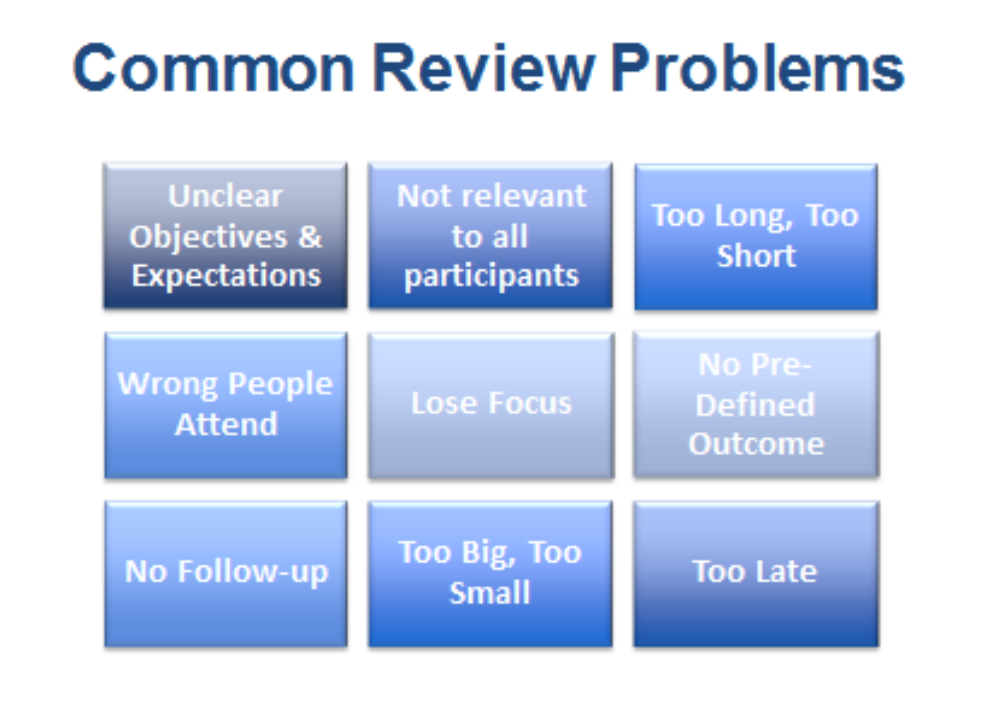 Common Review Problems
Unclear
Objectives &
Expectations
Not relevant
to all
participants
Too Long, Too
Short
Wrong People
Attend
Lose Focus
No Pre-
Defined
Outcome
No Follow-up
Too Big, Too
Small
Too Late